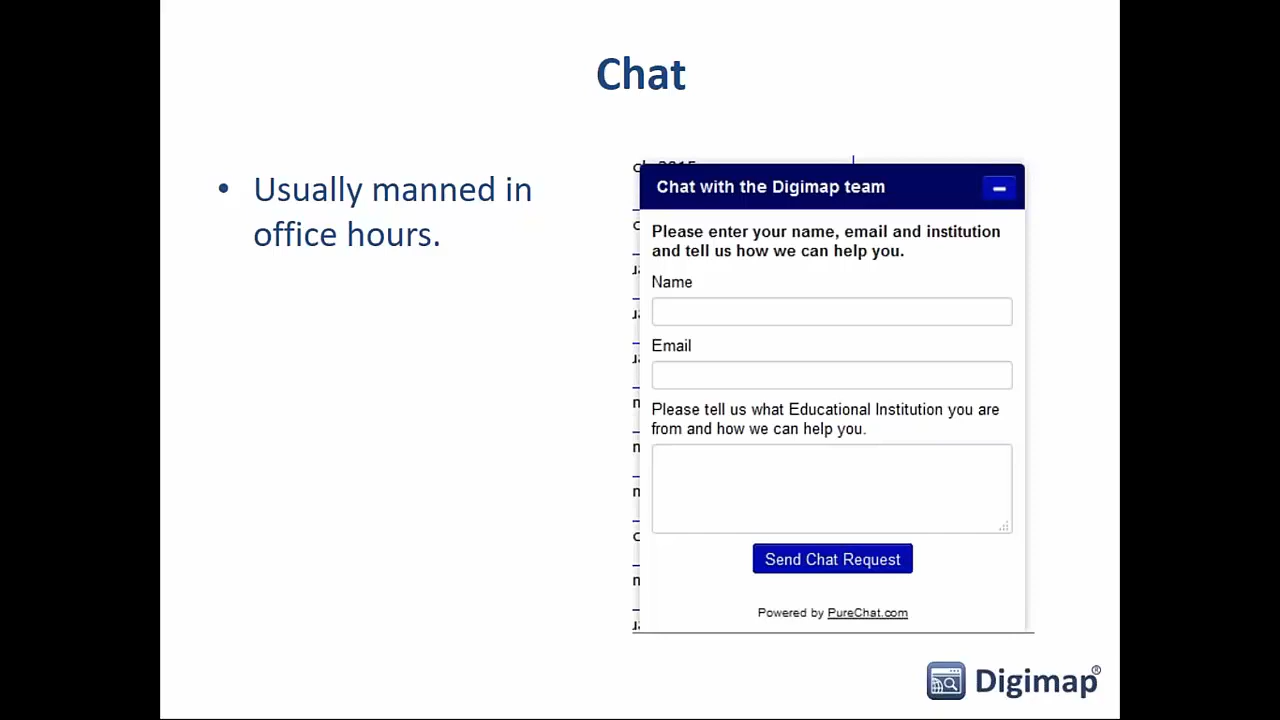 Chat
• Usually manned in
office hours.
Chat with the Digimap team
Please enter your name, email and institution
and tell us how we can help you.
Name
Email
Please tell us what Educational Institution you are
from and how we can help you.
Send Chat Request
Powered by PureChat.com
Digimap®